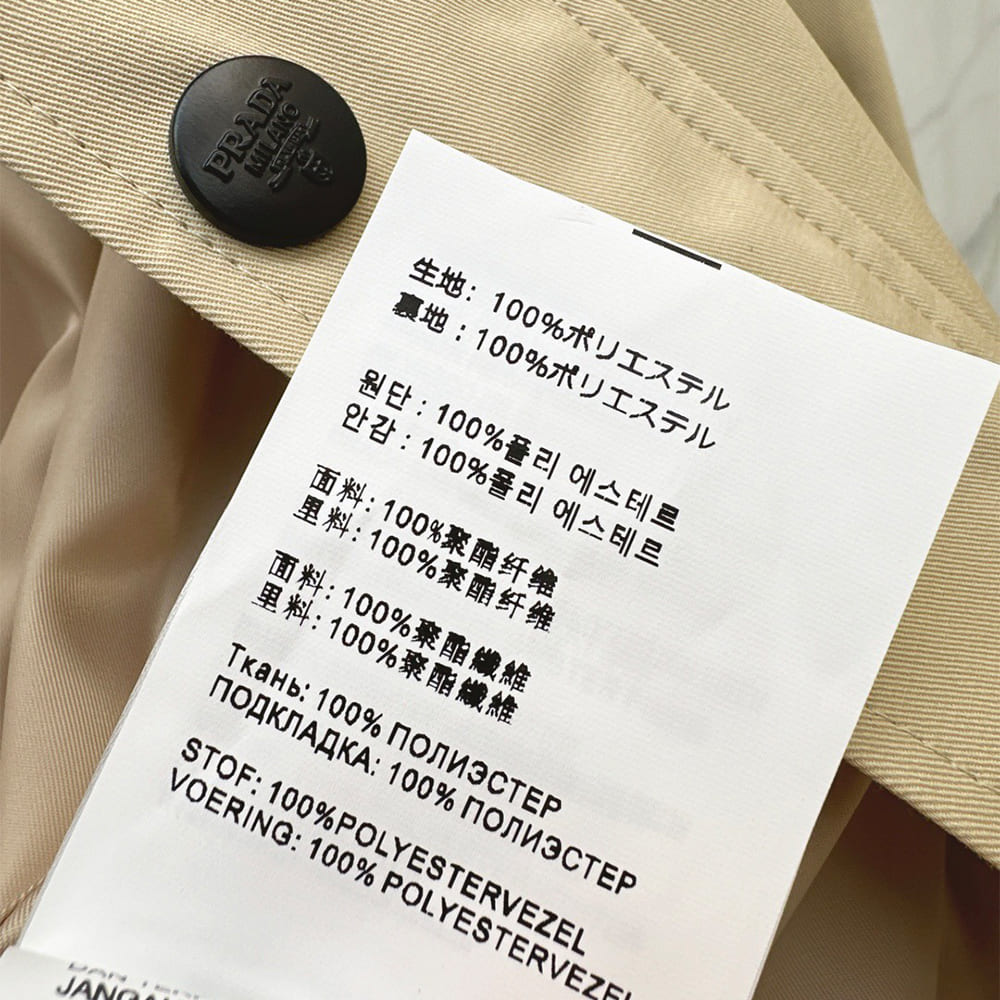 PRADA
MILANO
生地: 100%ポリエステル
裏地 : 100%ポリエステル
원단 : 100%폴리 에스테르
안감 : 100%폴리 에스테르
面料: 100%聚酯纤维
里料: 100%聚酯纤维
面料: 100%聚酯纖維
里料: 100%聚酯纖維
Ткань: 100% ПОЛИЭСТЕР
ПОДКЛАДКА: 100% ПОЛИЭСТЕР
STOF: 100%POLYESTERVEZEL
VOERING: 100% POLYESTERVEZEL